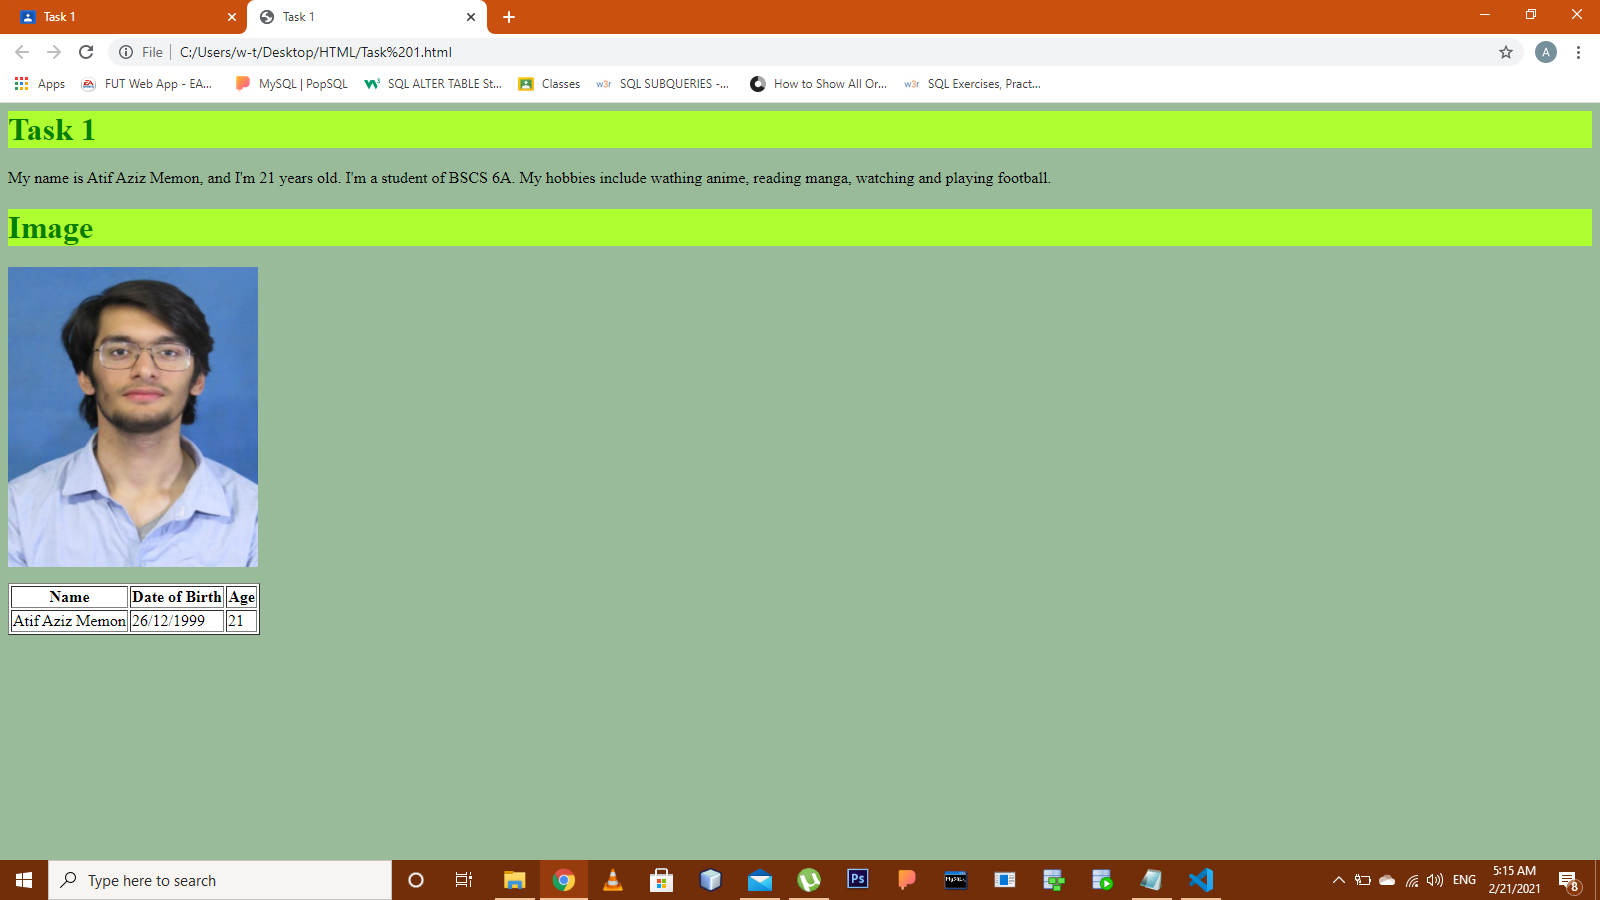 Task 1
Task 1
File
C:/Users/w-t/Desktop/HTML/Task%201.html
A
Apps
FUT Web App - EA...
MySQL | PopSQL
SQL ALTER TABLE St...
Classes
w3r
SQL SUBQUERIES -...
How to Show All Or...
w3r
SQL Exercises, Pract...
Task 1
My name is Atif Aziz Memon, and I'm 21 years old. I'm a student of BSCS 6A. My hobbies include wathing anime, reading manga, watching and playing football.
Image
Name Date of Birth Age
Atif Aziz Memon 26/12/1999 21
Type here to search
Ps
ENG
5:15 AM
2/21/2021
8